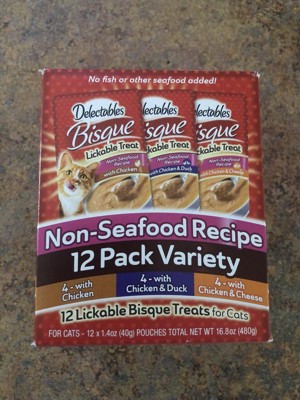 No fish or other seafood added!
Delectables Delectables Delectables
Bisque Bisque Bisque
Lickable Treat Lickable Treat Lickable Treat
Non-Seafood Recipe Non-Seafood Recipe Non-Seafood Recipe
with Chicken with Chicken & Duck with Chicken & Cheese
Non-Seafood Recipe
12 Pack Variety
4 - with Chicken
4 - with Chicken & Duck
4 - with Chicken & Cheese
12 Lickable Bisque Treats for Cats
FOR CATS - 12 x 1.4oz (40g) POUCHES TOTAL NET WT 16.8oz (480g)